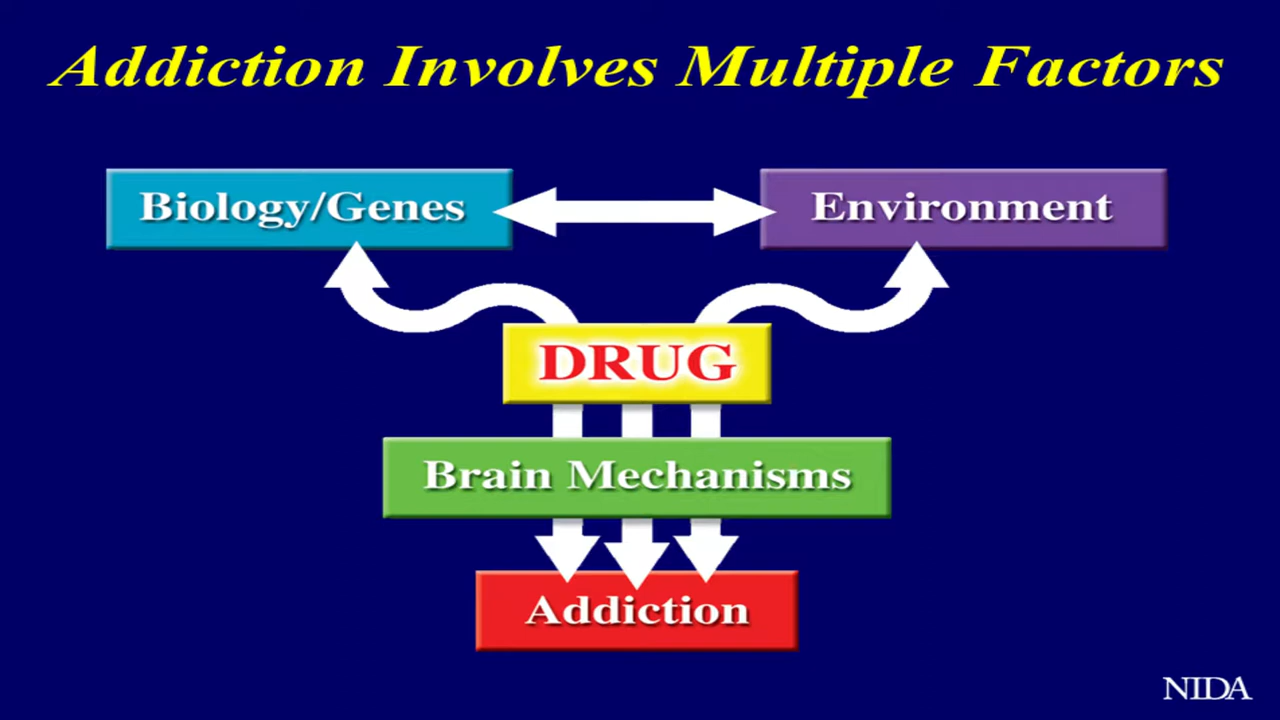 Addiction Involves Multiple Factors
Biology/Genes
Environment
DRUG
Brain Mechanisms
Addiction
NIDA